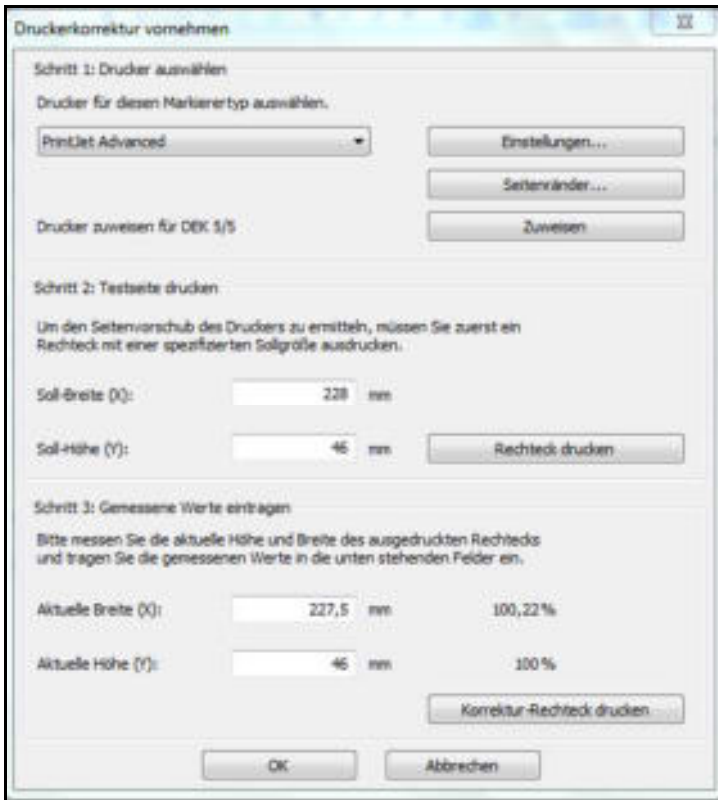 Druckerkorrektur vornehmen
Schritt 1: Drucker auswählen
Drucker für diesen Markierertyp auswählen.
PrintJet Advanced
Einstellungen...
Seitenränder...
Drucker zuweisen für DEK 5/5
Zuweisen
Schritt 2: Testseite drucken
Um den Seitenvorschub des Druckers zu ermitteln, müssen Sie zuerst ein
Rechteck mit einer spezifizierten Sollgröße ausdrucken.
Soll-Breite (X): 228 mm
Soll-Höhe (Y): 46 mm Rechteck drucken
Schritt 3: Gemessene Werte eintragen
Bitte messen Sie die aktuelle Höhe und Breite des ausgedruckten Rechtecks
und tragen Sie die gemessenen Werte in die unten stehenden Felder ein.
Aktuelle Breite (X): 227,5 mm 100,22%
Aktuelle Höhe (Y): 46 mm 100%
Korrektur-Rechteck drucken
OK Abbrechen